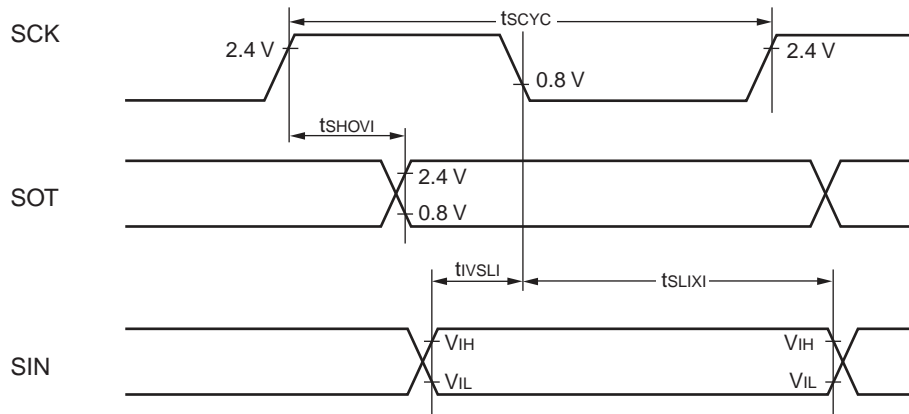 tSCYC
SCK
2.4 V
2.4 V
0.8 V
tSHOVI
SOT
2.4 V
0.8 V
tIVSLI
tSLIXI
SIN
VIH
VIH
VIL
VIL